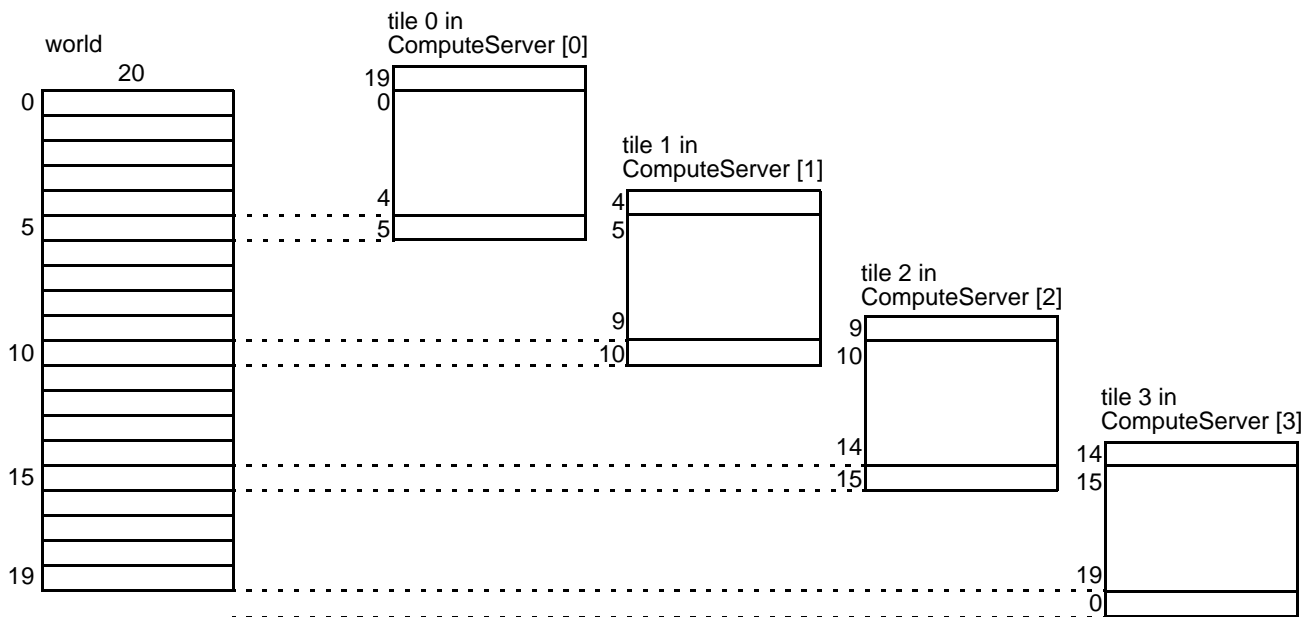 world
20
0
5
10
15
19
tile 0 in
ComputeServer [0]
19
0
4
5
tile 1 in
ComputeServer [1]
4
5
9
10
tile 2 in
ComputeServer [2]
9
10
14
15
tile 3 in
ComputeServer [3]
14
15
19
0